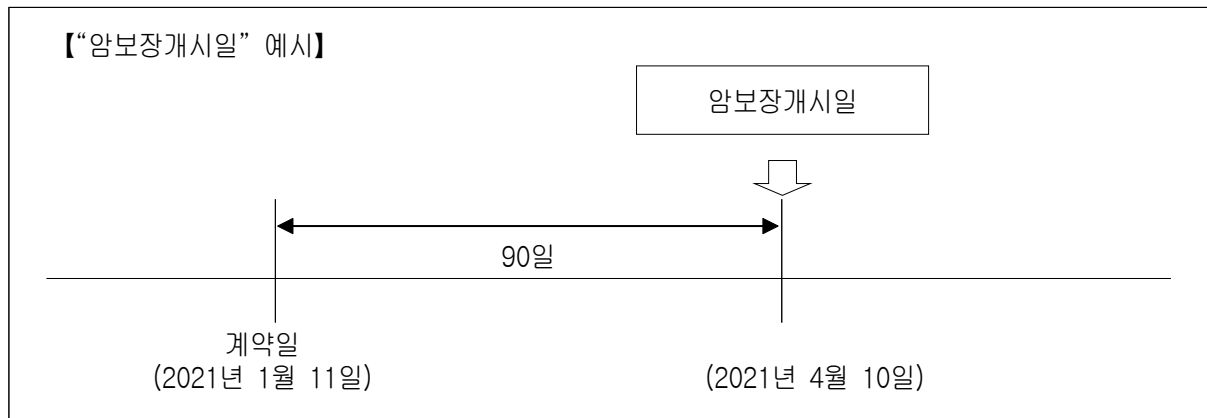 【“암보장개시일” 예시】
암보장개시일
90일
계약일
(2021년 1월 11일)
(2021년 4월 10일)